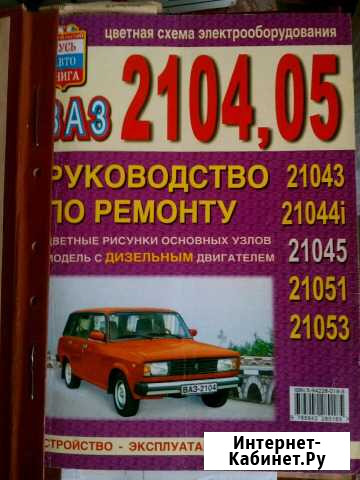 цветная схема электрооборудования
РУСЬ
АВТО
КНИГА
ВАЗ 2104,05
РУКОВОДСТВО
ПО РЕМОНТУ
21043
21044i
21045
21051
21053
ЦВЕТНЫЕ РИСУНКИ ОСНОВНЫХ УЗЛОВ
МОДЕЛЬ С ДИЗЕЛЬНЫМ ДВИГАТЕЛЕМ
ВАЗ-2104
СТРОЙСТВО - ЭКСПЛУАТА
Интернет-
Кабинет.Ру